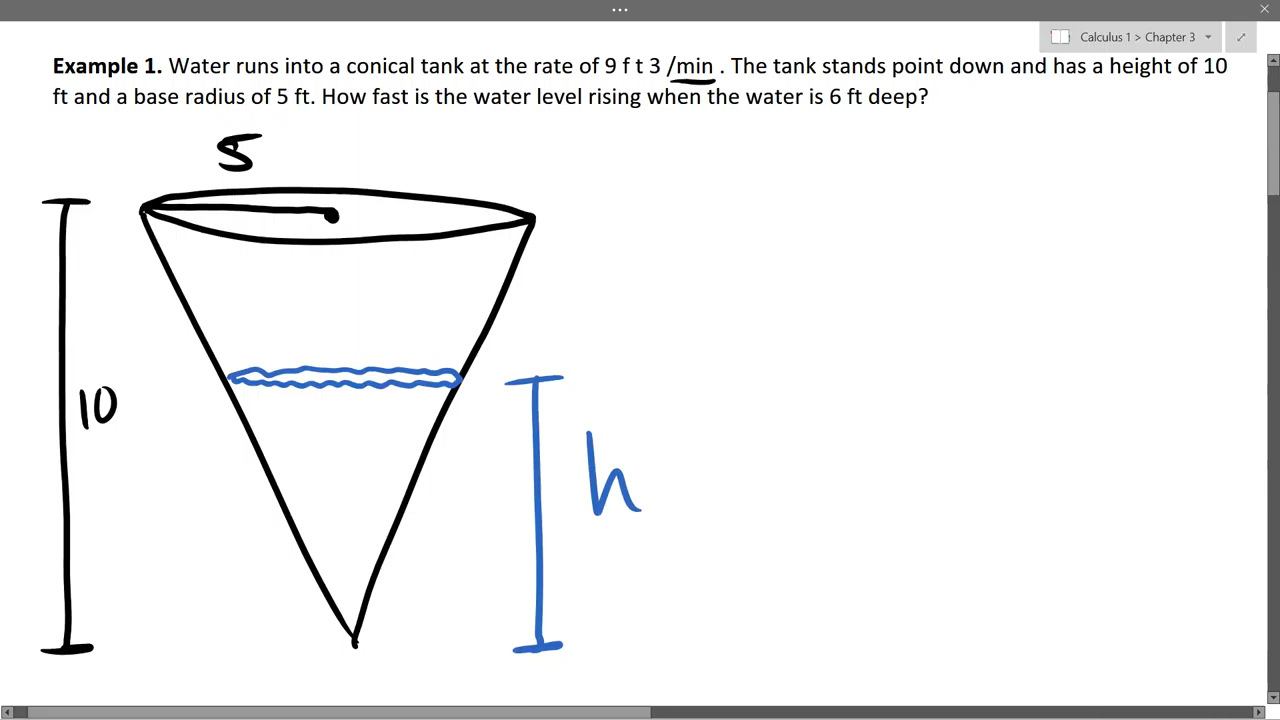 Calculus 1 > Chapter 3
Example 1. Water runs into a conical tank at the rate of 9 f t 3 /min . The tank stands point down and has a height of 10
ft and a base radius of 5 ft. How fast is the water level rising when the water is 6 ft deep?
5
10
h